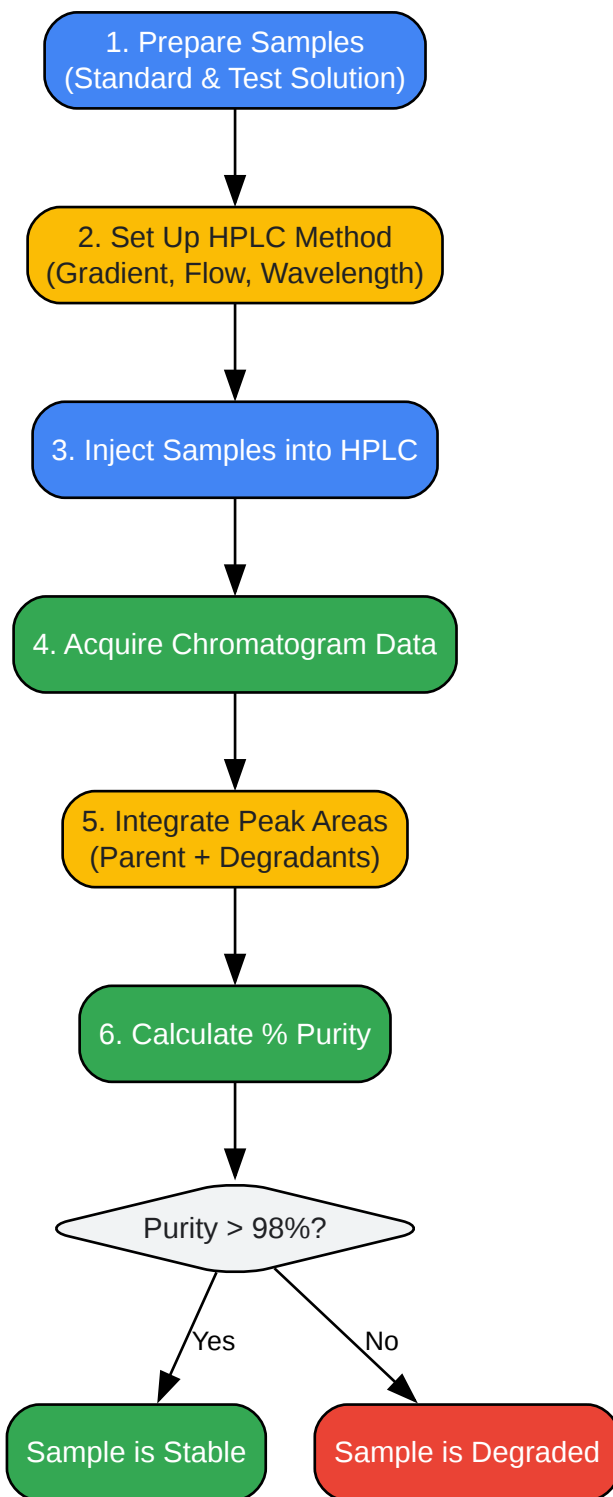 1. Prepare Samples
(Standard & Test Solution)
2. Set Up HPLC Method
(Gradient, Flow, Wavelength)
3. Inject Samples into HPLC
4. Acquire Chromatogram Data
5. Integrate Peak Areas
(Parent + Degradants)
6. Calculate % Purity
Purity > 98%?
Yes
No
Sample is Stable
Sample is Degraded